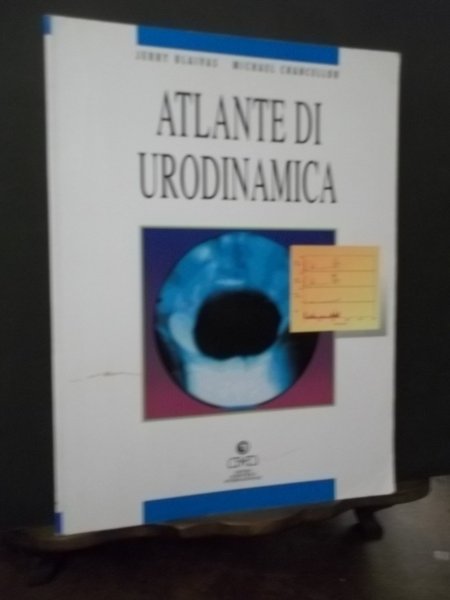 JERRY BLAIVAS MICHAEL CHANCELLOR
ATLANTE DI
URODINAMICA